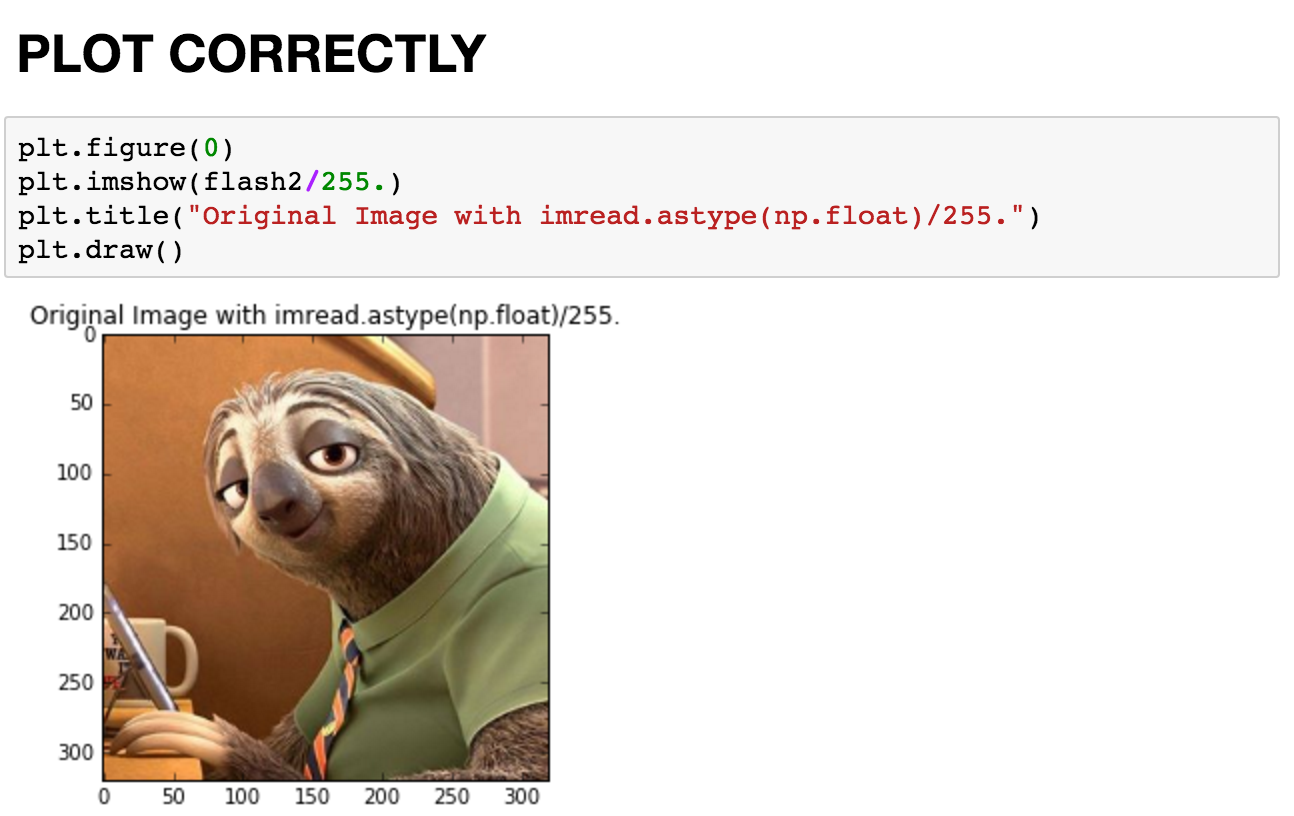 PLOT CORRECTLY
plt.figure(0)
plt.imshow(flash2/255.)
plt.title("Original Image with imread.astype(np.float)/255.")
plt.draw()
Original Image with imread.astype(np.float)/255.
0
50
100
150
200
250
300
WA
0 50 100 150 200 250 300